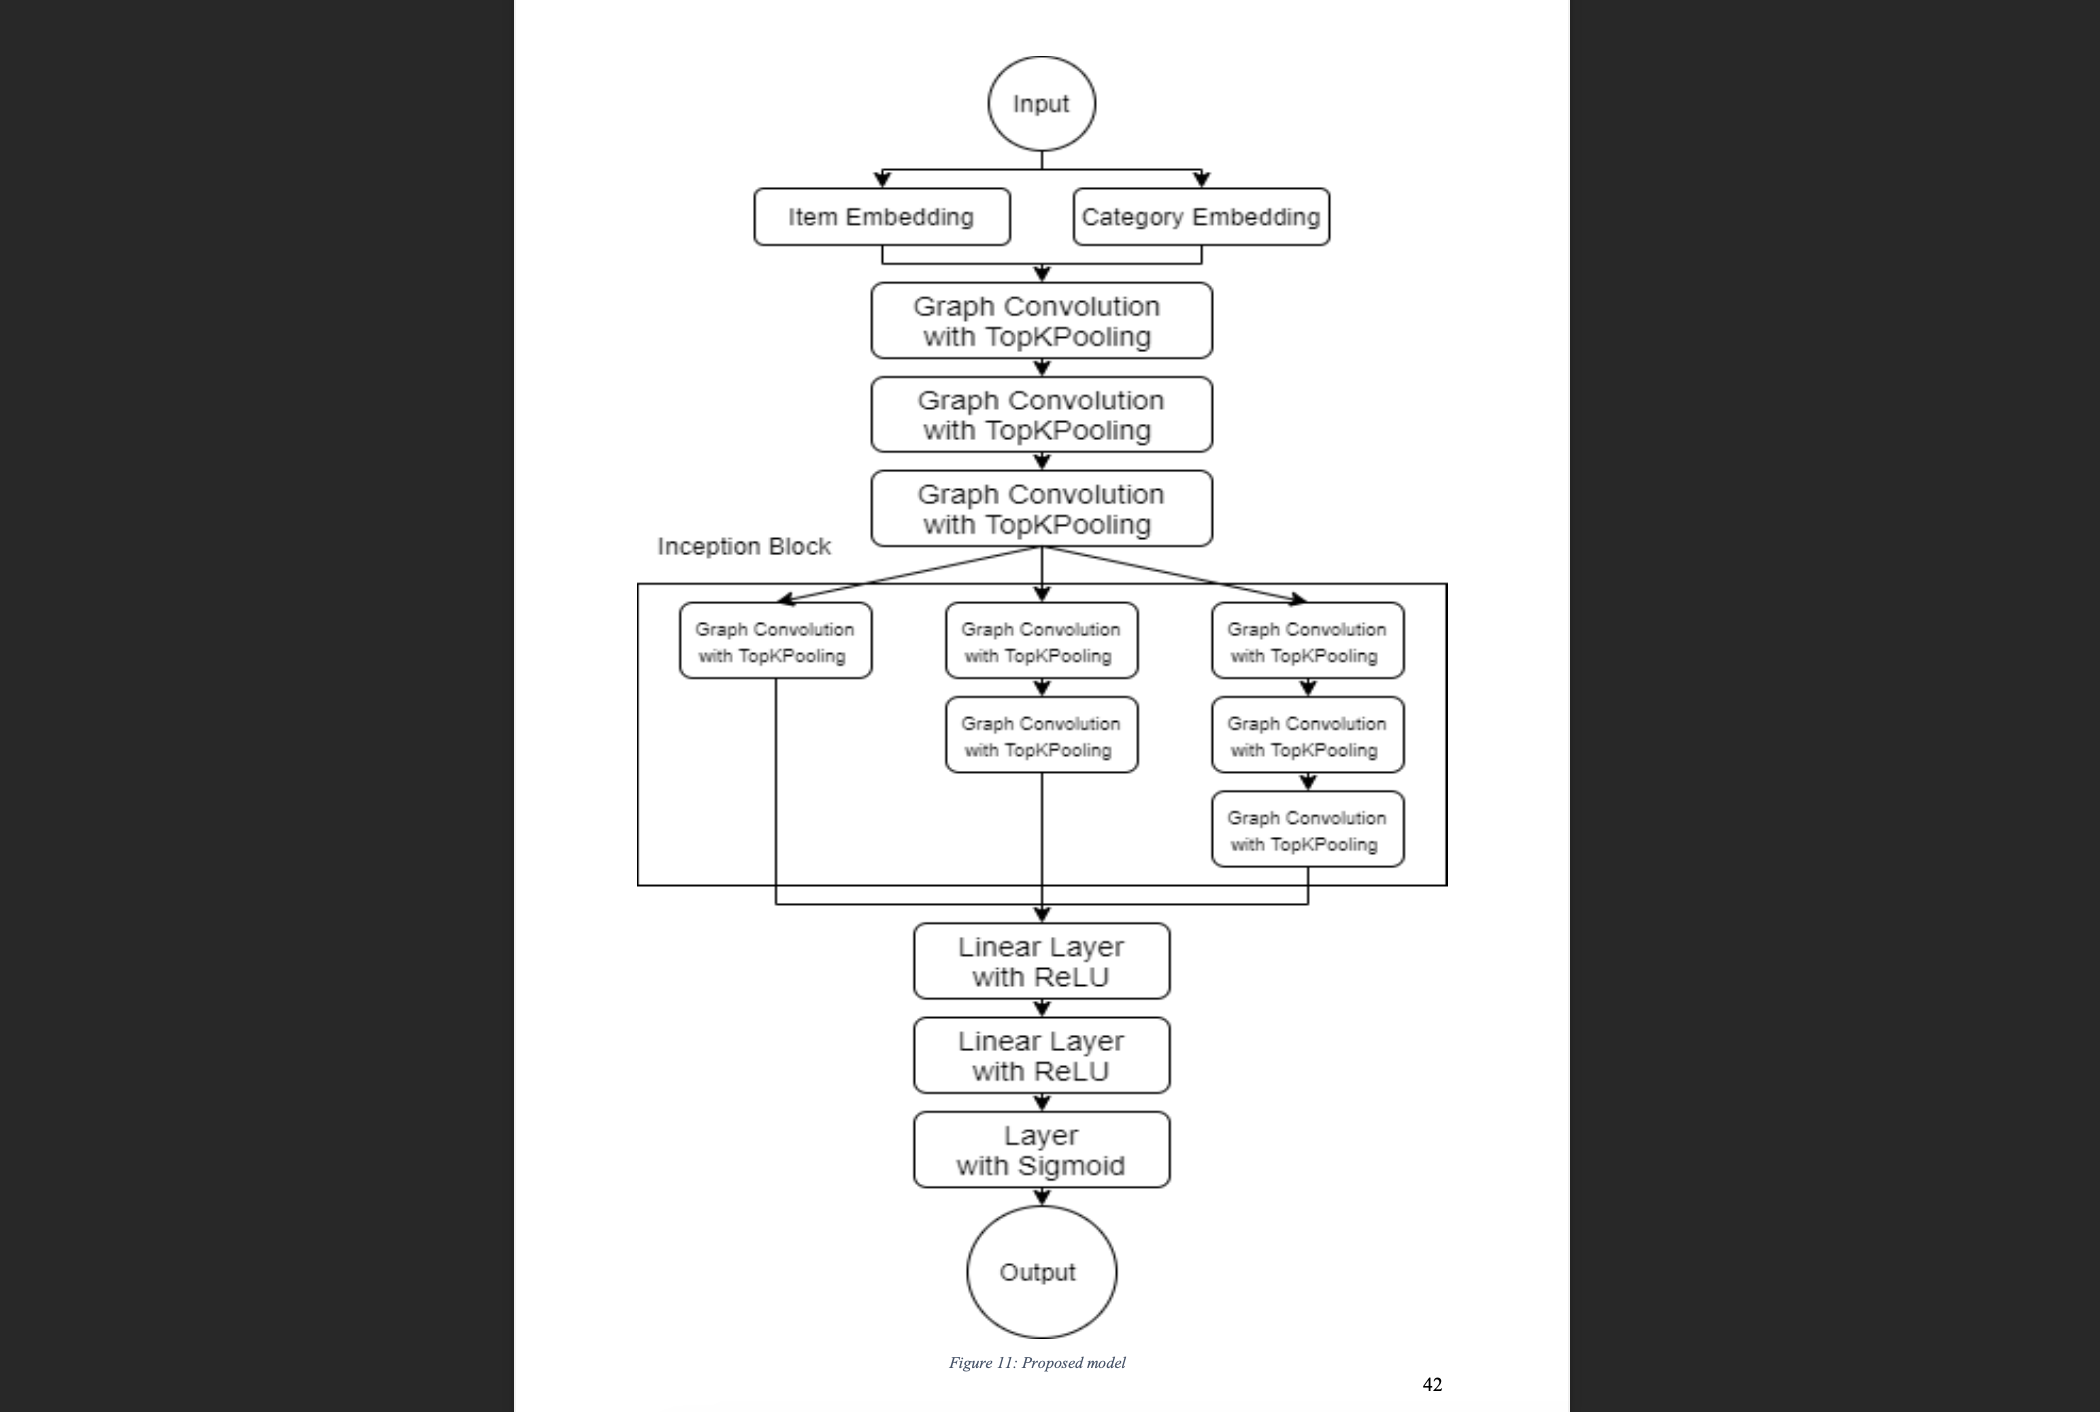 Input
Item Embedding
Category Embedding
Graph Convolution
with TopKPooling
Graph Convolution
with TopKPooling
Graph Convolution
with TopKPooling
Inception Block
Graph Convolution
with TopKPooling
Graph Convolution
with TopKPooling
Graph Convolution
with TopKPooling
Graph Convolution
with TopKPooling
Graph Convolution
with TopKPooling
Graph Convolution
with TopKPooling
Linear Layer
with ReLU
Linear Layer
with ReLU
Layer
with Sigmoid
Output
Figure 11: Proposed model
42